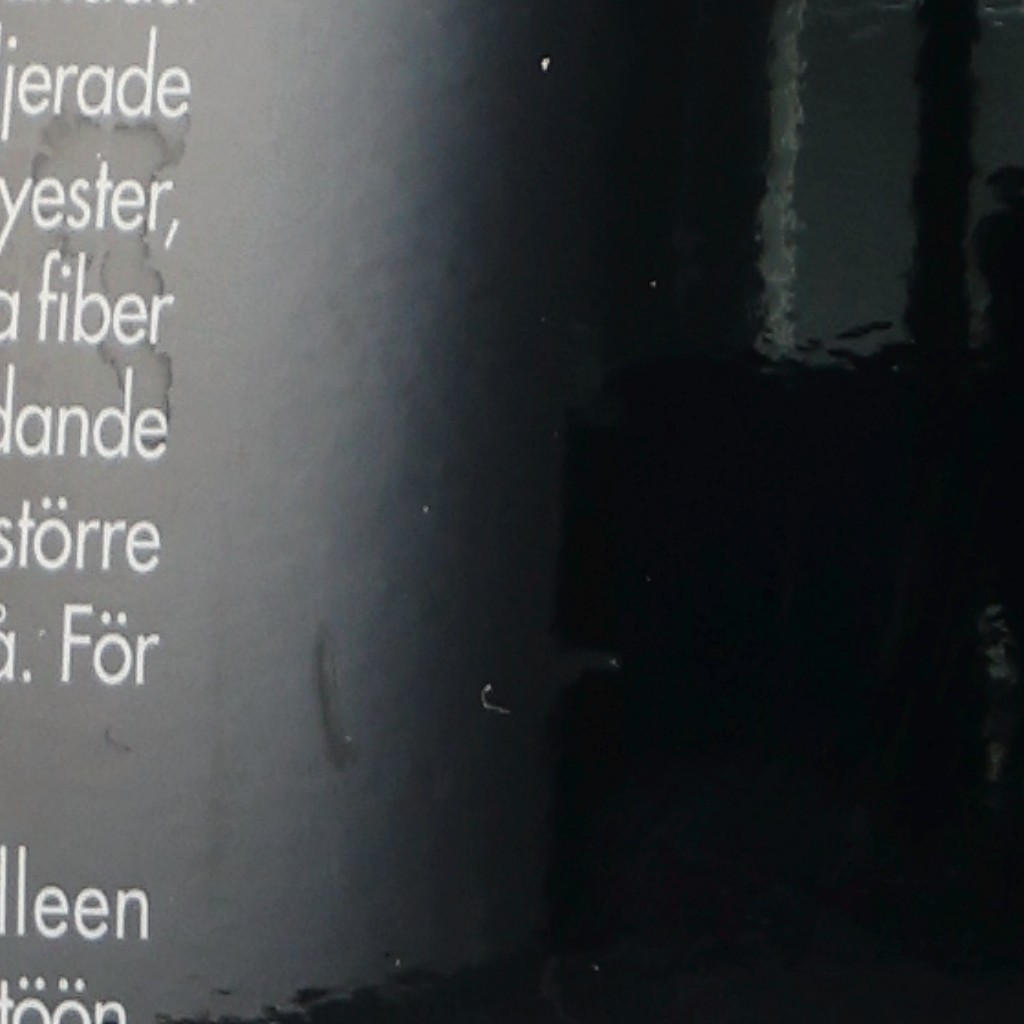 jerade
yester,
a fiber
dande
större
å. För
lleen
töön